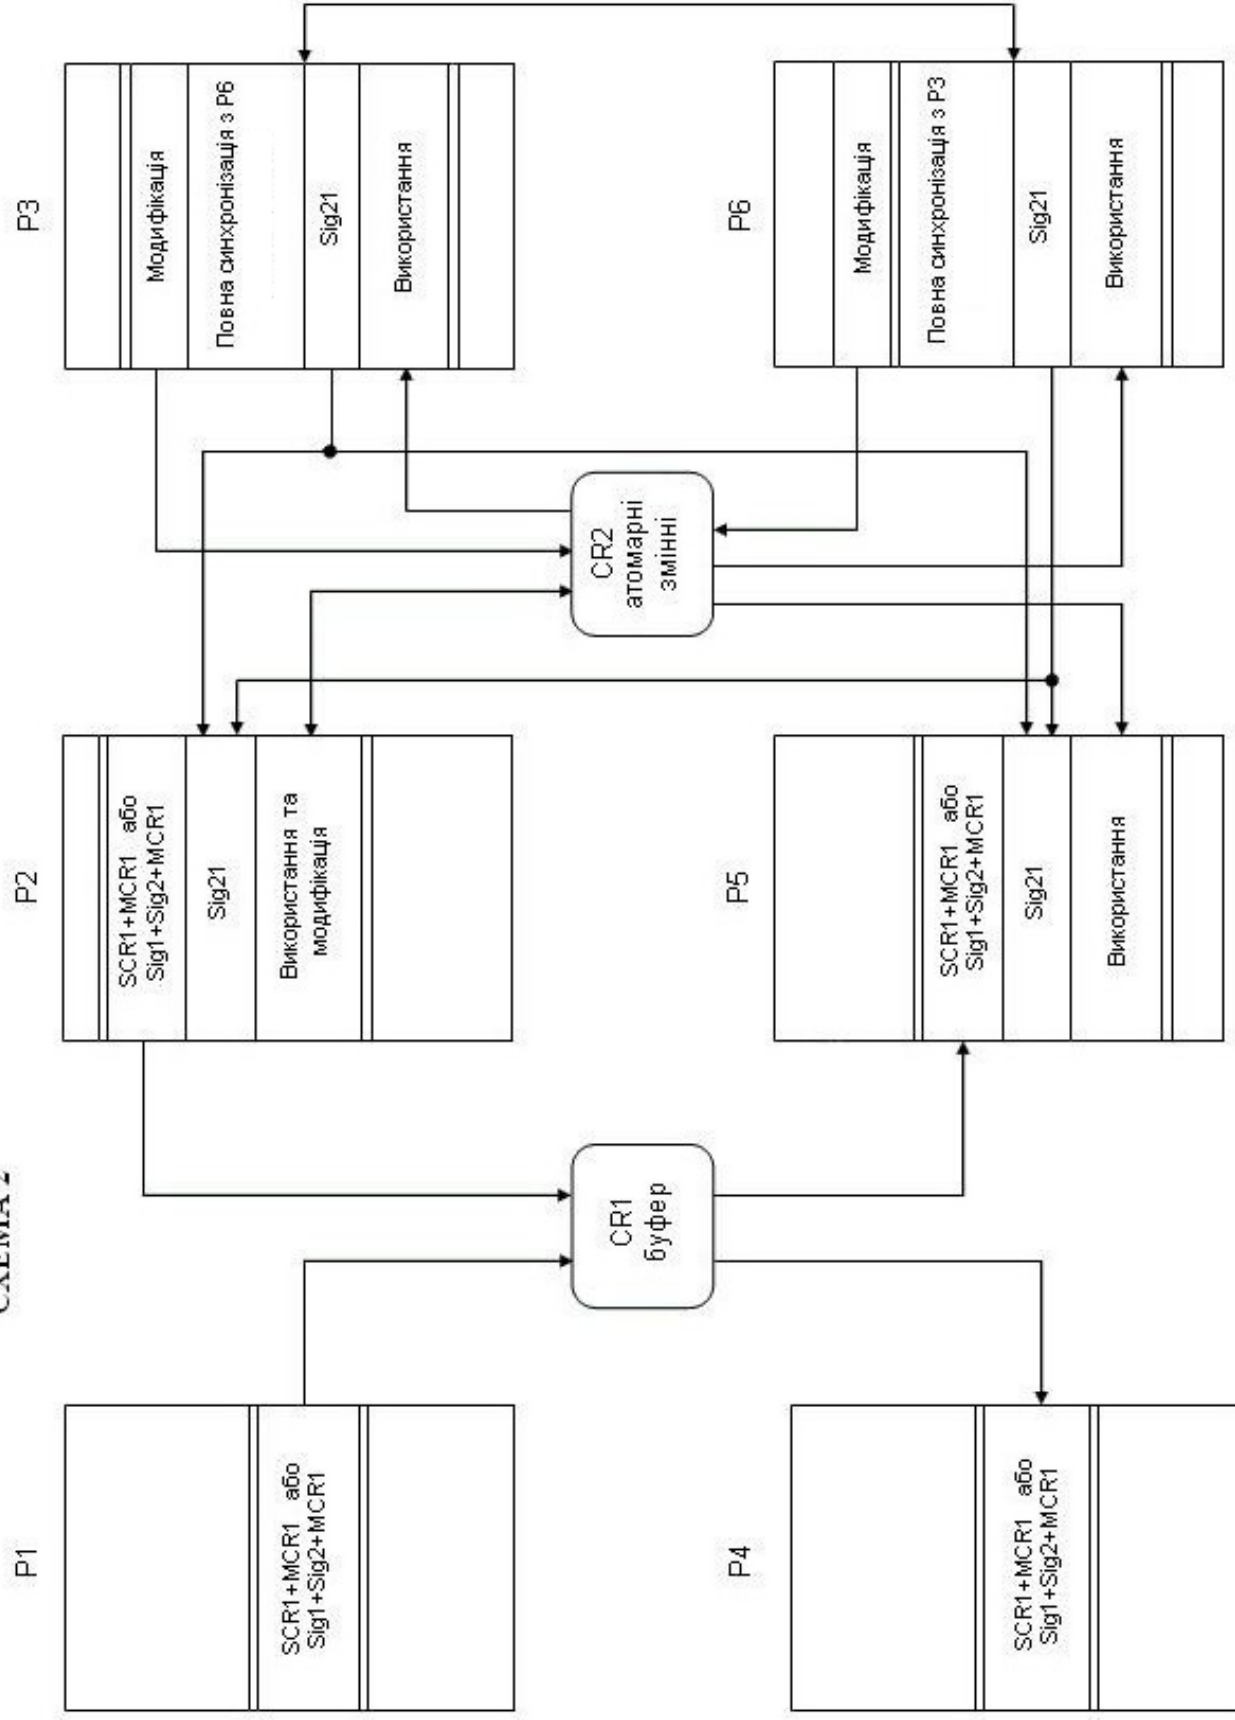 СХЕМА 2
P1
SCR1+MCR1 або
Sig1+Sig2+MCR1
P2
SCR1+MCR1 або
Sig1+Sig2+MCR1
Sig21
Використання та
модифікація
P3
Модифікація
Повна синхронізація з P6
Sig21
Використання
CR1
буфер
CR2
атомарні
змінні
P4
SCR1+MCR1 або
Sig1+Sig2+MCR1
P5
SCR1+MCR1 або
Sig1+Sig2+MCR1
Sig21
Використання
P6
Модифікація
Повна синхронізація з P3
Sig21
Використання